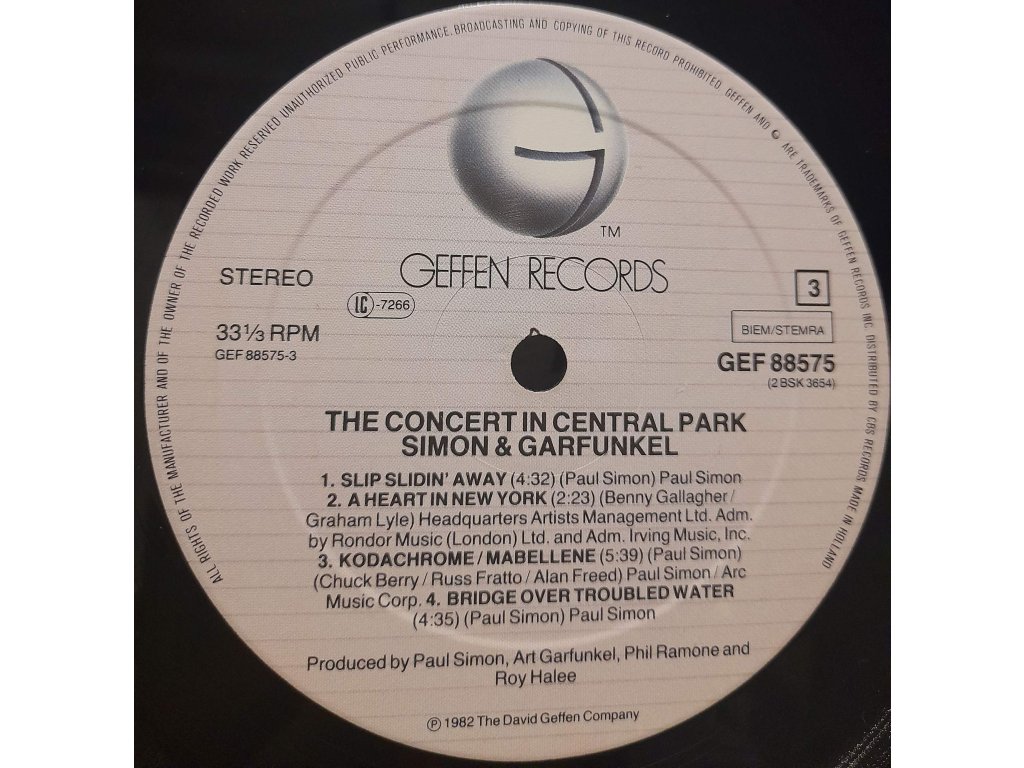 ALL RIGHTS OF THE MANUFACTURER AND OF THE OWNER OF THE RECORDED WORK RESERVED UNAUTHORIZED PUBLIC PERFORMANCE. BROADCASTING AND COPYING OF THIS RECORD PROHIBITED. GEFFEN AND G ARE TRADEMARKS OF GEFFEN RECORDS INC. DISTRIBUTED BY CBS RECORDS MADE IN HOLLAND
TM
GEFFEN RECORDS
STEREO
LC-7266
33⅓ RPM
GEF 88575-3
3
BIEM/STEMRA
GEF 88575
(2 BSK 3654)
THE CONCERT IN CENTRAL PARK
SIMON & GARFUNKEL
1. SLIP SLIDIN' AWAY (4:32) (Paul Simon) Paul Simon
2. A HEART IN NEW YORK (2:23) (Benny Gallagher/
Graham Lyle) Headquarters Artists Management Ltd. Adm.
by Rondor Music (London) Ltd. and Adm. Irving Music, Inc.
3. KODACHROME/MABELLENE (5:39) (Paul Simon)
(Chuck Berry/Russ Fratto/Alan Freed) Paul Simon/Arc
Music Corp. 4. BRIDGE OVER TROUBLED WATER
(4:35) (Paul Simon) Paul Simon
Produced by Paul Simon, Art Garfunkel, Phil Ramone and
Roy Halee
℗ 1982 The David Geffen Company